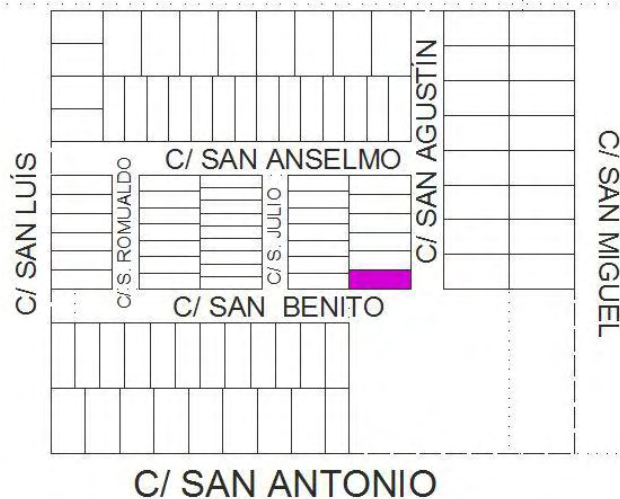 C/ SAN AGUSTÍN
C/ SAN ANSELMO
C/ SAN LUÍS
C/ S. ROMUALDO
C/ S. JULIO
C/ SAN MIGUEL
C/ SAN BENITO
C/ SAN ANTONIO